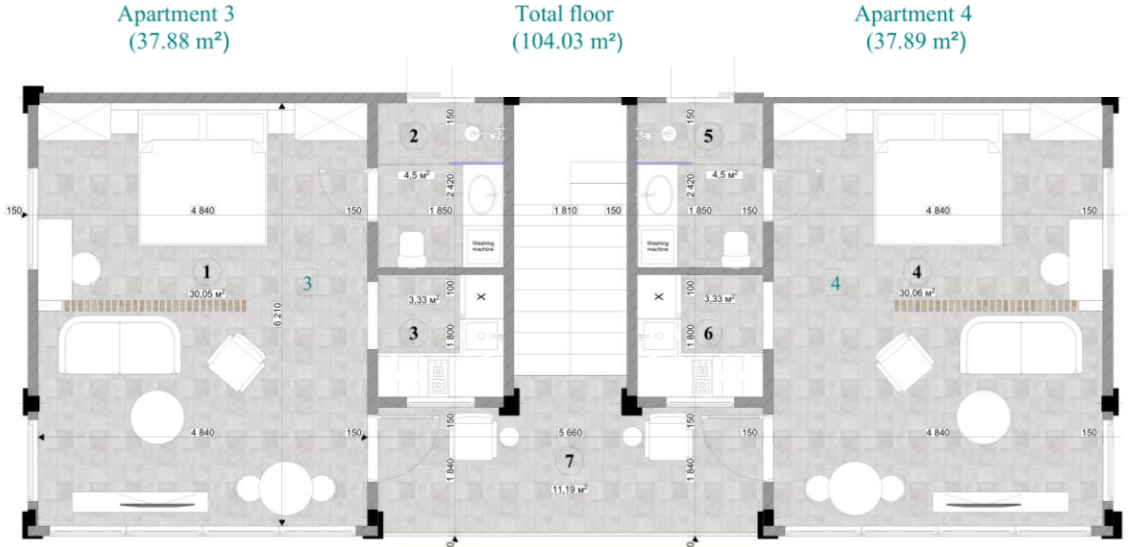 Apartment 3
(37.88 m²)
Total floor
(104.03 m²)
Apartment 4
(37.89 m²)
2
150
150
5
4,5 м²
2 420
2 420
4,5 м²
150
4 840
150
1 850
1 810
150
1 850
150
4 840
Washing
machine
Washing
machine
1
30,05 м²
3
6 210
3,33 м²
100
X
X
100
3,33 м²
4
4
30,06 м²
3
1 800
1 800
6
4 840
150
150
5 660
150
150
4 840
7
1 840
1 840
11,19 м²
0
0